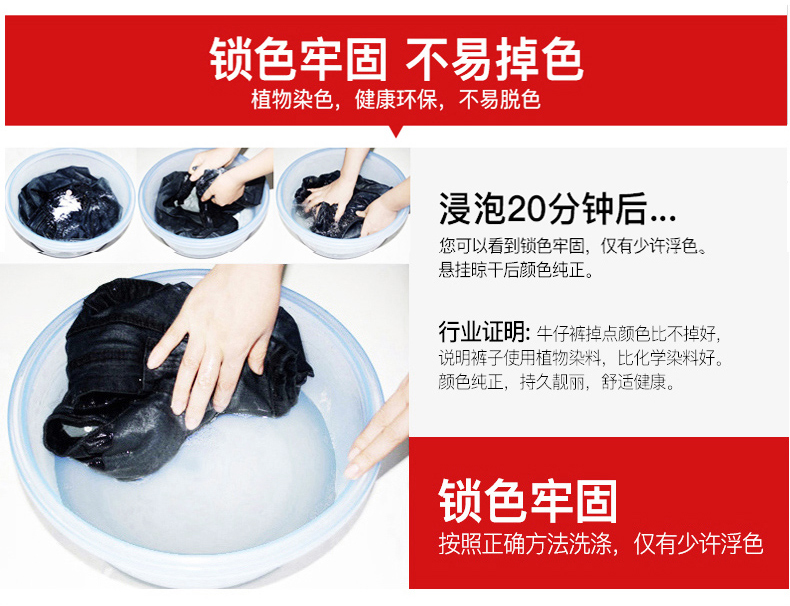 锁色牢固 不易掉色
植物染色，健康环保，不易脱色
浸泡20分钟后...
您可以看到锁色牢固，仅有少许浮色。
悬挂晾干后颜色纯正。
行业证明: 牛仔裤掉点颜色比不掉好，
说明裤子使用植物染料，比化学染料好。
颜色纯正，持久靓丽，舒适健康。
锁色牢固
按照正确方法洗涤，仅有少许浮色